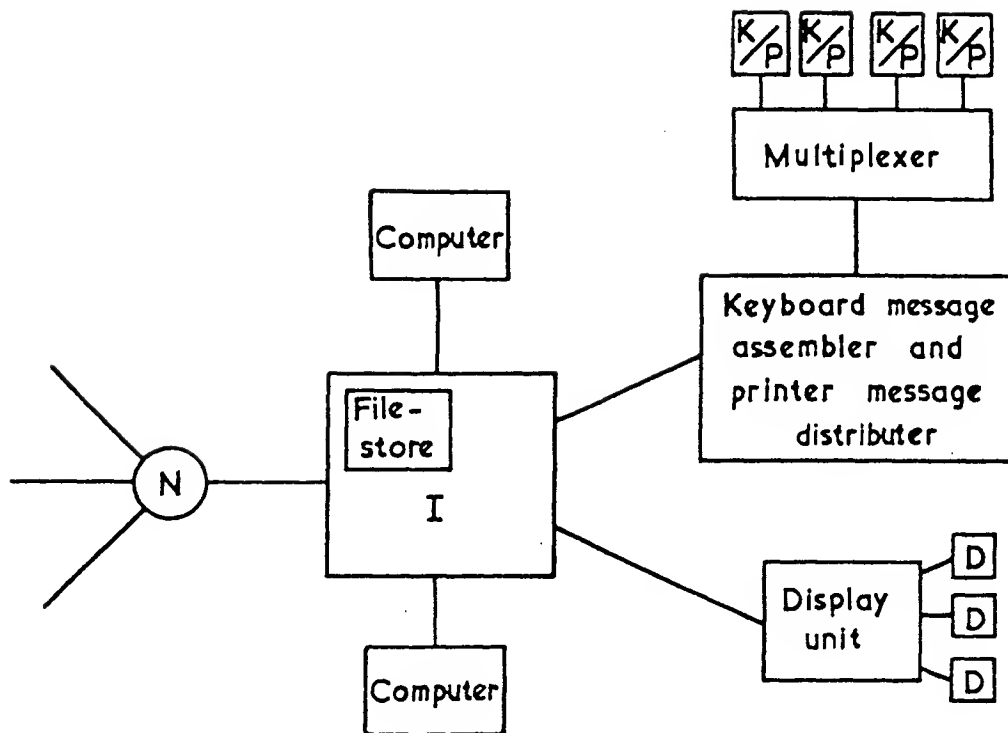 K/P K/P K/P K/P
Multiplexer
Computer
Keyboard message
assembler and
printer message
distributer
File-
store
N
I
D
Display
unit
D
D
Computer